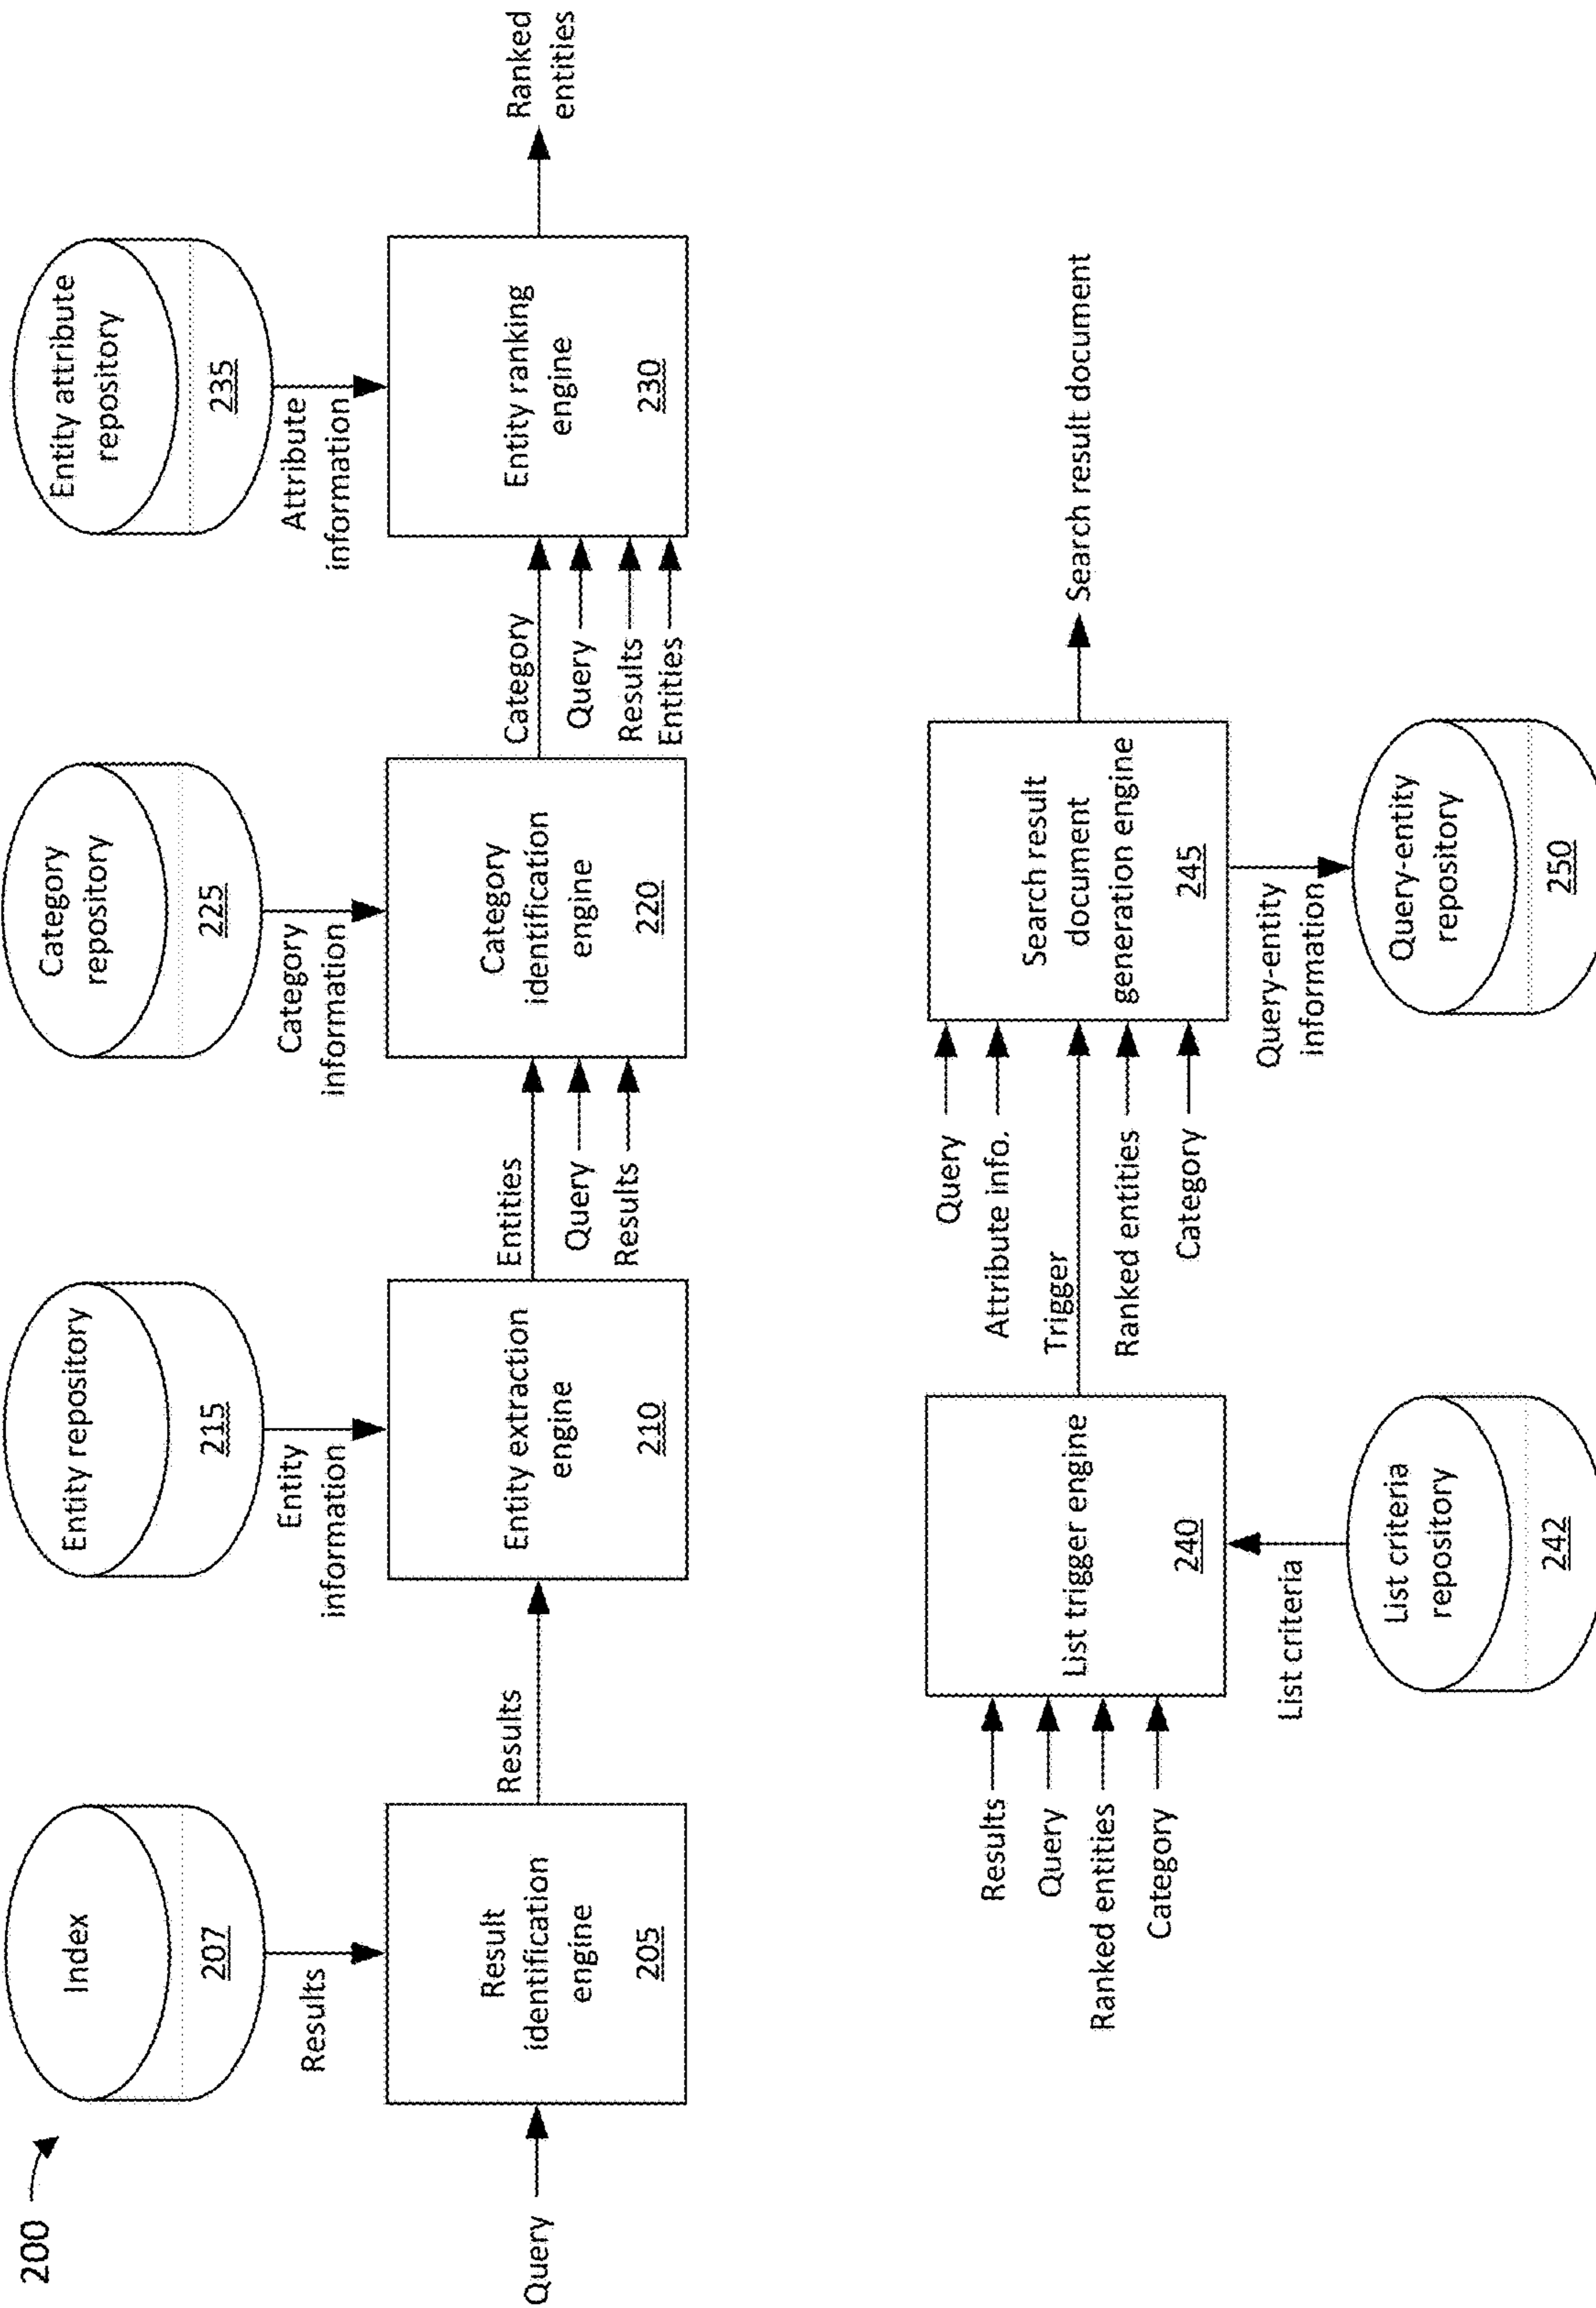 200
Index
207
Results
Query
Result
identification
engine
205
Results
Entity repository
215
Entity
information
Entity extraction
engine
210
Entities
Query
Results
Category
repository
225
Category
information
Category
identification
engine
220
Category
Query
Results
Entities
Entity attribute
repository
235
Attribute
information
Entity ranking
engine
230
Ranked
entities
Results
Query
Ranked entities
Category
List trigger engine
240
List criteria
List criteria
repository
242
Query
Attribute info.
Trigger
Ranked entities
Category
Search result
document
generation engine
245
Search result document
Query-entity
information
Query-entity
repository
250